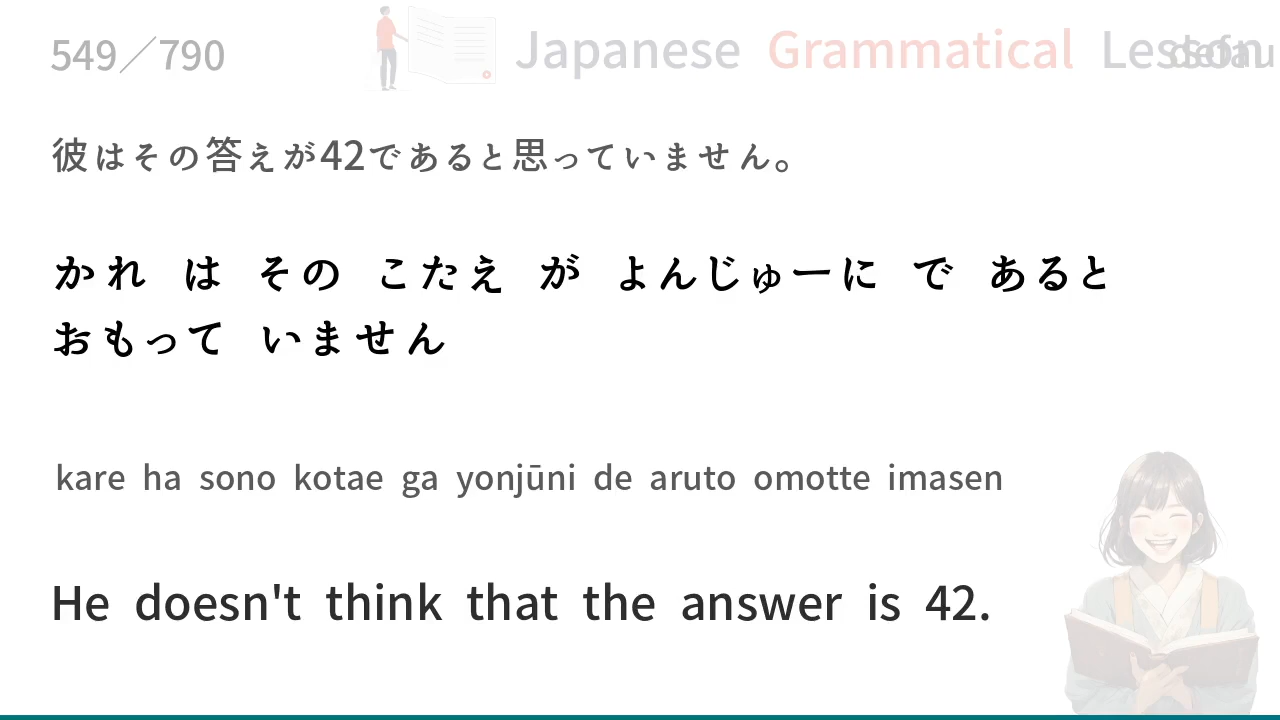 549／790
Japanese Grammatical Lesson
defau
彼はその答えが42であると思っていません。
かれ は その こたえ が よんじゅーに で あると
おもって いません
kare ha sono kotae ga yonjūni de aruto omotte imasen
He doesn't think that the answer is 42.